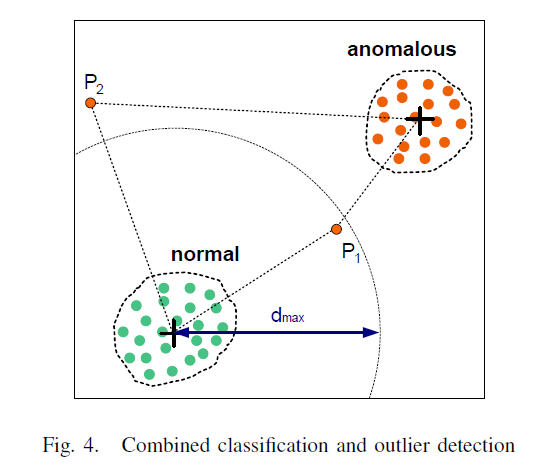 anomalous
P2
P1
normal
dmax
Fig. 4. Combined classification and outlier detection